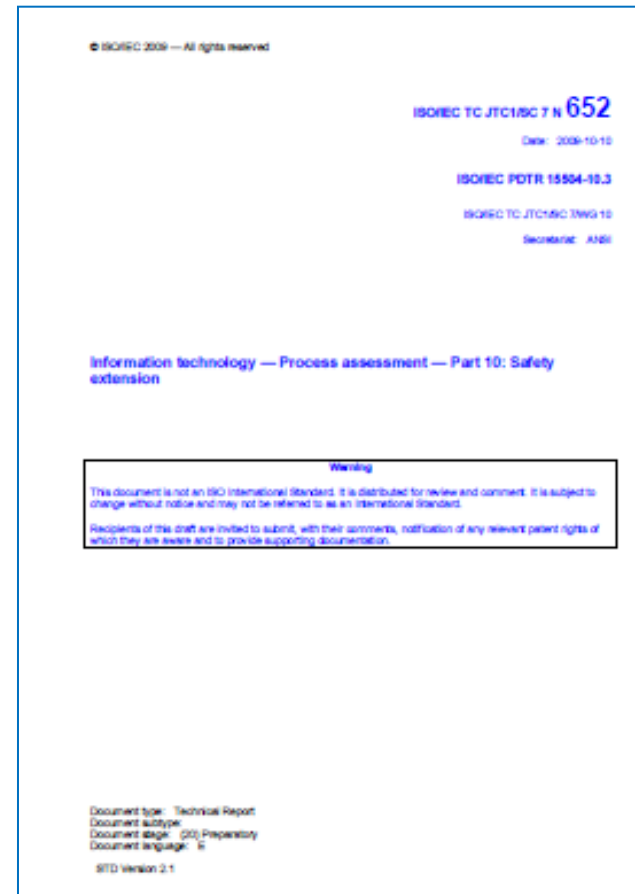 © ISO/IEC 2009 — All rights reserved
ISO/IEC TC JTC1/SC 7 N 652
Date: 2009-10-10
ISO/IEC PDTR 15504-10.3
ISO/IEC TC JTC1/SC 7/WG 10
Secretariat: ANSI
Information technology — Process assessment — Part 10: Safety
extension
Warning
This document is not an ISO International Standard. It is distributed for review and comment. It is subject to
change without notice and may not be referred to as an International Standard.
Recipients of this draft are invited to submit, with their comments, notification of any relevant patent rights of
which they are aware and to provide supporting documentation.
Document type: Technical Report
Document subtype:
Document stage: (20) Preparatory
Document language: E
STD Version 2.1